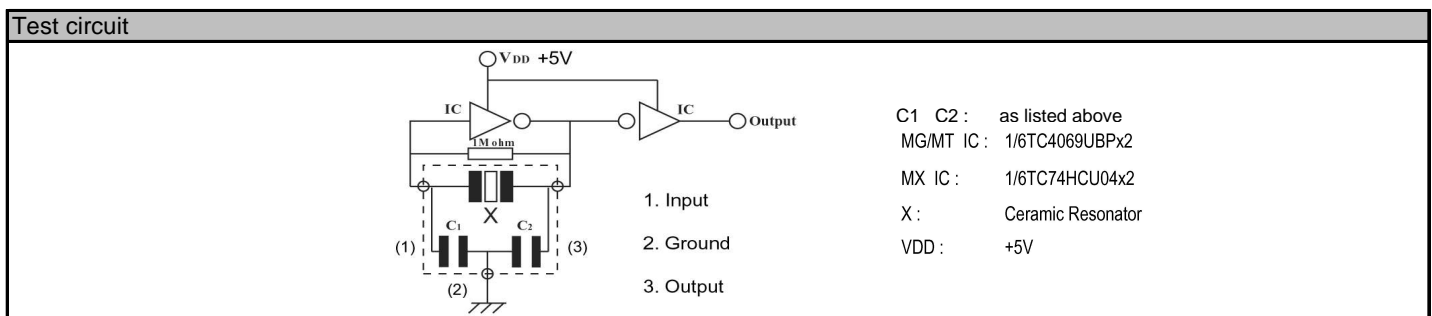 Test circuit
VDD +5V
IC
IC
Output
1M ohm
X
C1
C2
(1)
(3)
(2)
1. Input
2. Ground
3. Output
C1 C2 : as listed above
MG/MT IC : 1/6TC4069UBPx2
MX IC : 1/6TC74HCU04x2
X : Ceramic Resonator
VDD : +5V